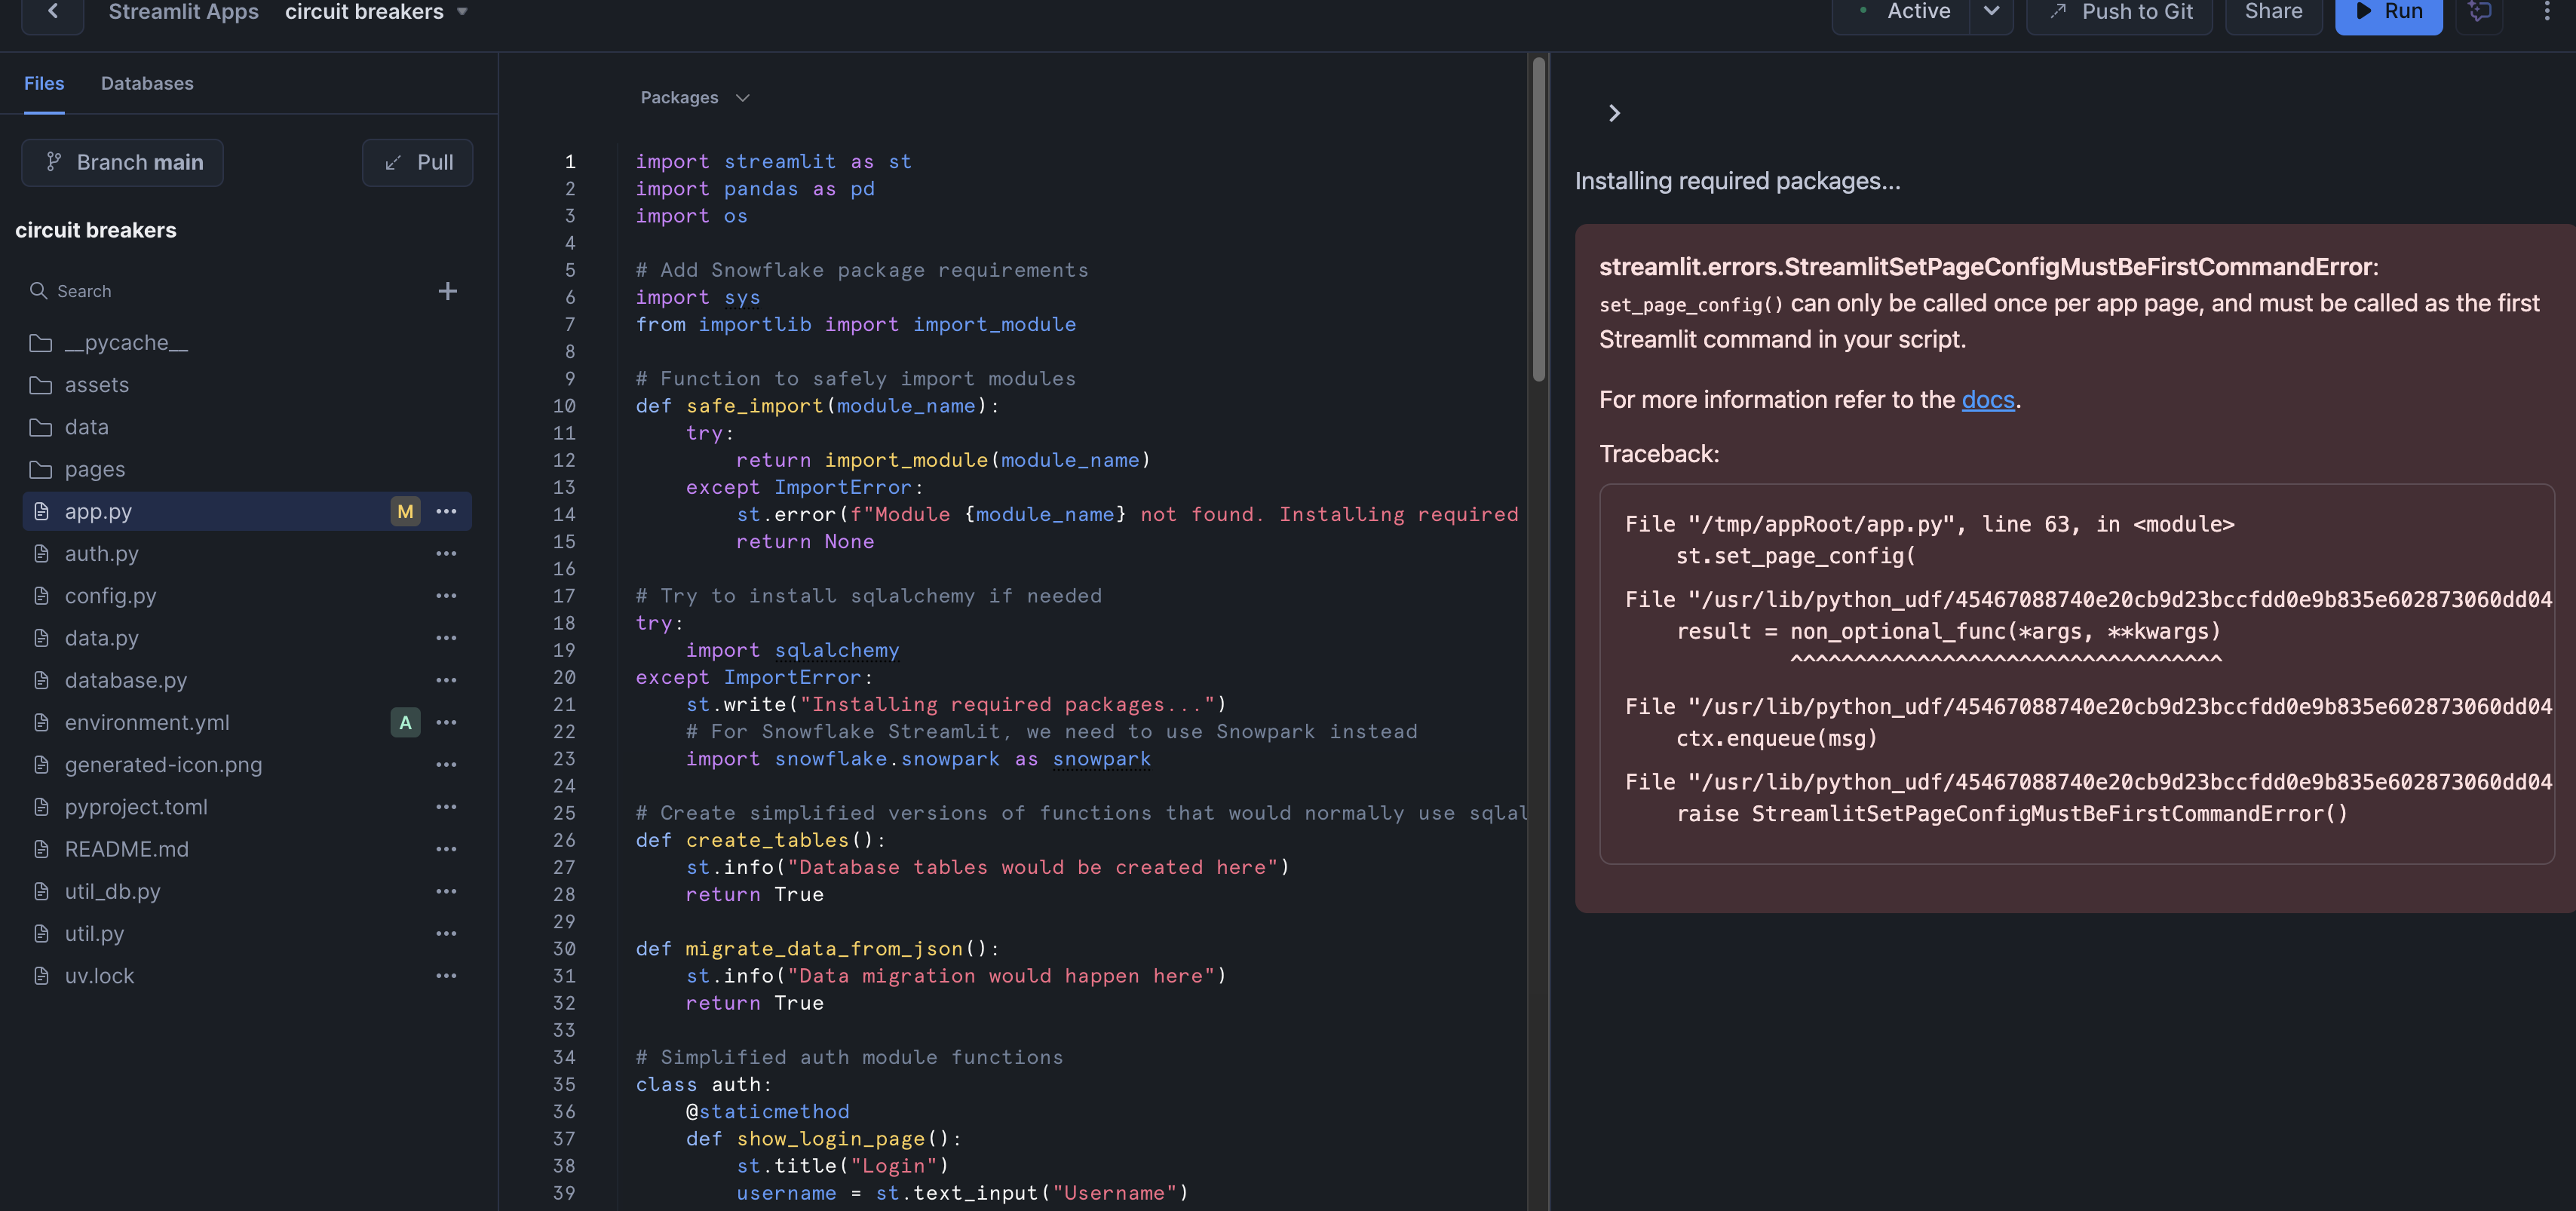 Streamlit Apps circuit breakers
Active
Push to Git
Share
Run
Files Databases
Branch main
Pull
circuit breakers
Search
__pycache__
assets
data
pages
app.py M
auth.py
config.py
data.py
database.py
environment.yml A
generated-icon.png
pyproject.toml
README.md
util_db.py
util.py
uv.lock
Packages
1 import streamlit as st
2 import pandas as pd
3 import os
4
5 # Add Snowflake package requirements
6 import sys
7 from importlib import import_module
8
9 # Function to safely import modules
10 def safe_import(module_name):
11 try:
12 return import_module(module_name)
13 except ImportError:
14 st.error(f"Module {module_name} not found. Installing required
15 return None
16
17 # Try to install sqlalchemy if needed
18 try:
19 import sqlalchemy
20 except ImportError:
21 st.write("Installing required packages...")
22 # For Snowflake Streamlit, we need to use Snowpark instead
23 import snowflake.snowpark as snowpark
24
25 # Create simplified versions of functions that would normally use sqlal
26 def create_tables():
27 st.info("Database tables would be created here")
28 return True
29
30 def migrate_data_from_json():
31 st.info("Data migration would happen here")
32 return True
33
34 # Simplified auth module functions
35 class auth:
36 @staticmethod
37 def show_login_page():
38 st.title("Login")
39 username = st.text_input("Username")
Installing required packages...
streamlit.errors.StreamlitSetPageConfigMustBeFirstCommandError:
set_page_config() can only be called once per app page, and must be called as the first
Streamlit command in your script.
For more information refer to the docs.
Traceback:
File "/tmp/appRoot/app.py", line 63, in <module>
st.set_page_config(
File "/usr/lib/python_udf/45467088740e20cb9d23bccfdd0e9b835e602873060dd04
result = non_optional_func(*args, **kwargs)
^^^^^^^^^^^^^^^^^^^^^^^^^^^^^^^^^^
File "/usr/lib/python_udf/45467088740e20cb9d23bccfdd0e9b835e602873060dd04
ctx.enqueue(msg)
File "/usr/lib/python_udf/45467088740e20cb9d23bccfdd0e9b835e602873060dd04
raise StreamlitSetPageConfigMustBeFirstCommandError()